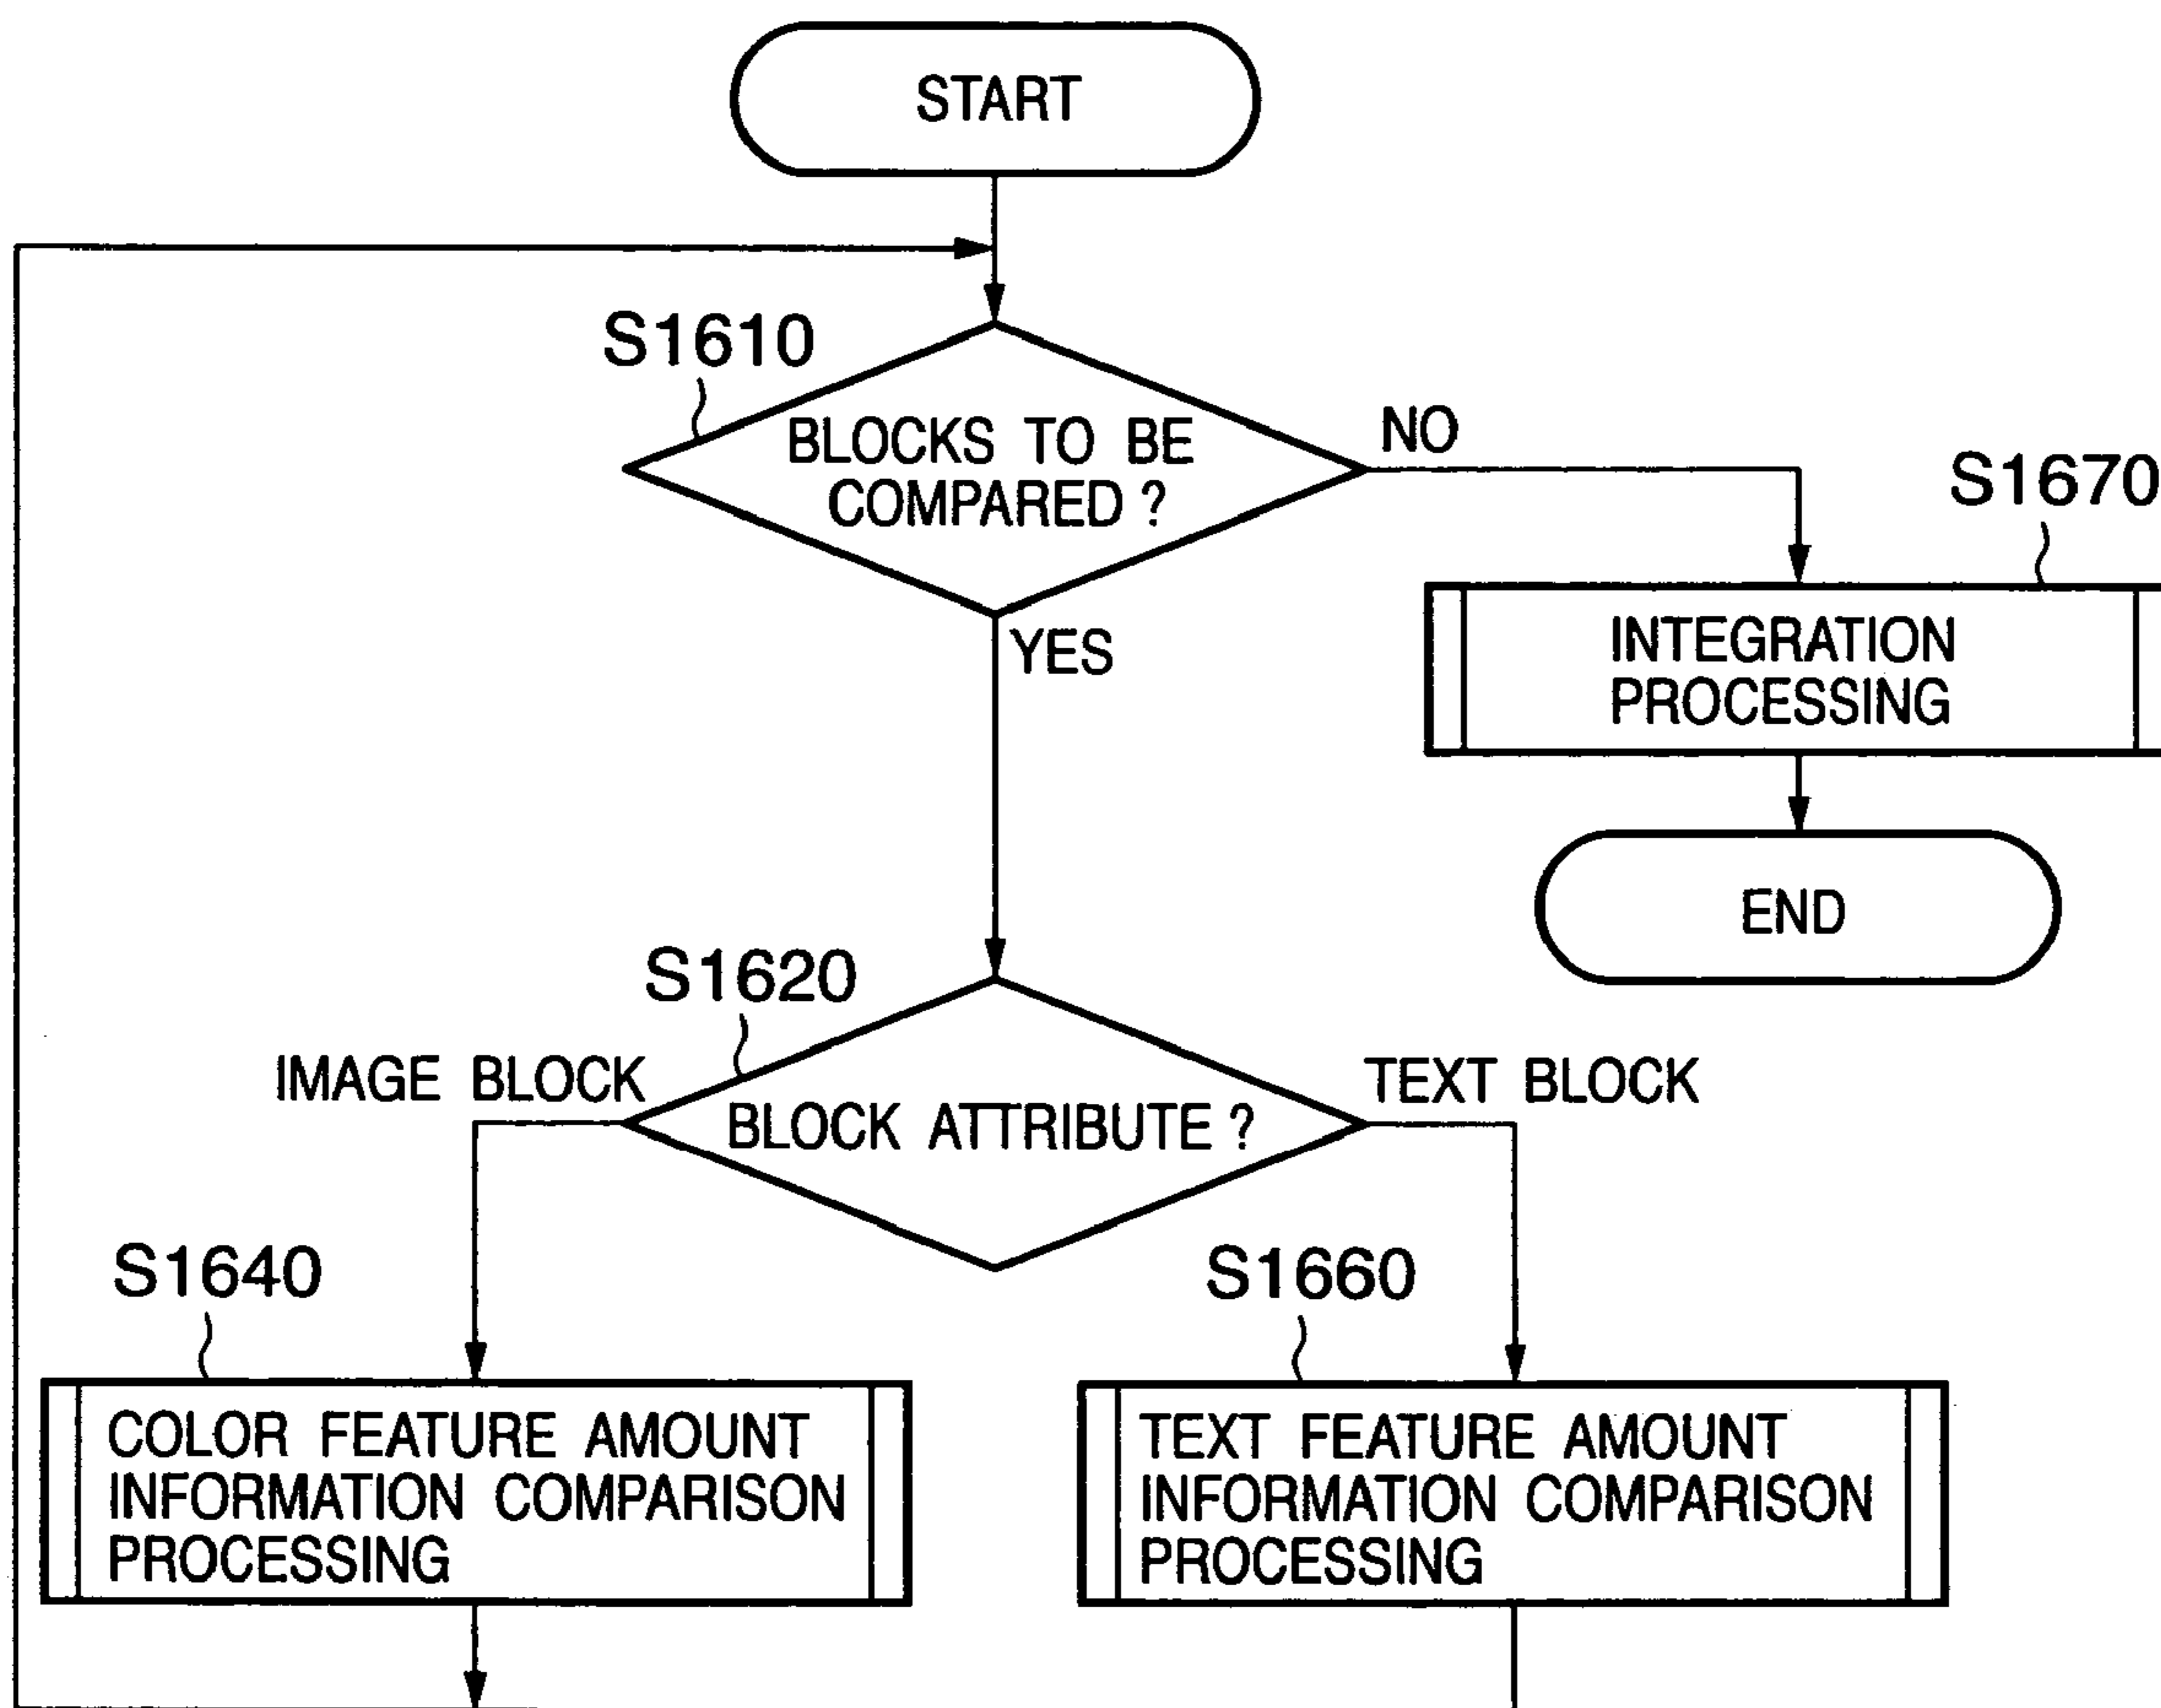 START
S1610
BLOCKS TO BE
COMPARED ?
NO
S1670
YES
INTEGRATION
PROCESSING
END
S1620
IMAGE BLOCK
TEXT BLOCK
BLOCK ATTRIBUTE ?
S1640
S1660
COLOR FEATURE AMOUNT
INFORMATION COMPARISON
PROCESSING
TEXT FEATURE AMOUNT
INFORMATION COMPARISON
PROCESSING